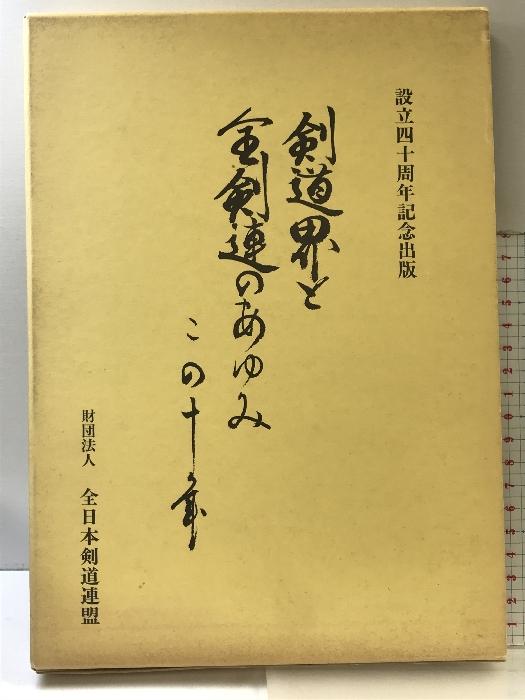 設立四十周年記念出版
剣道界と
全剣連のあゆみ
この十年
財団法人 全日本剣道連盟